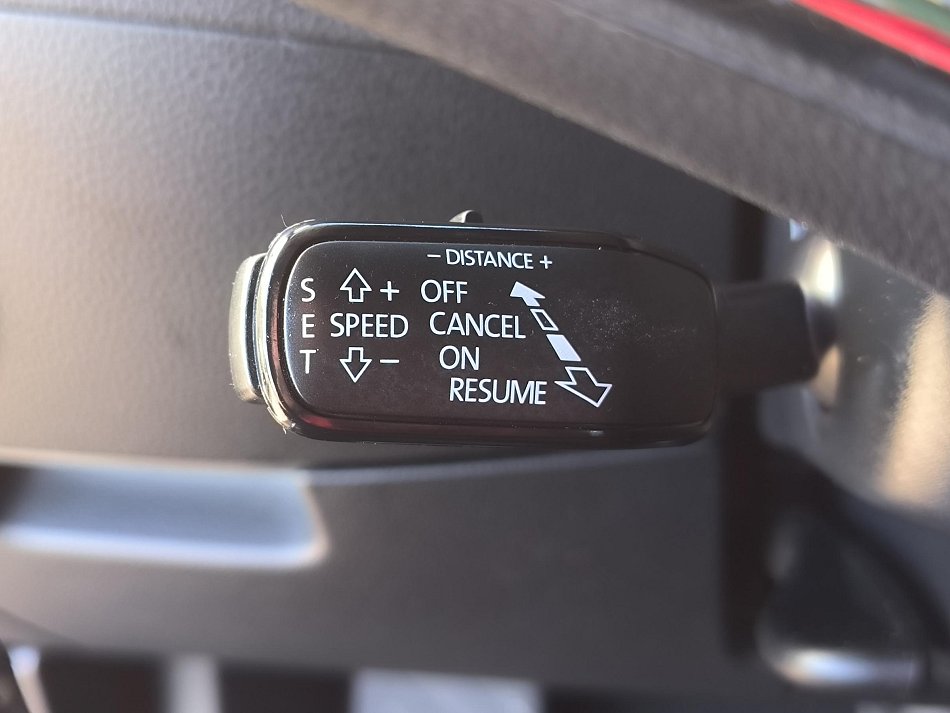 − DISTANCE +
S + OFF
E SPEED CANCEL
T − ON
RESUME